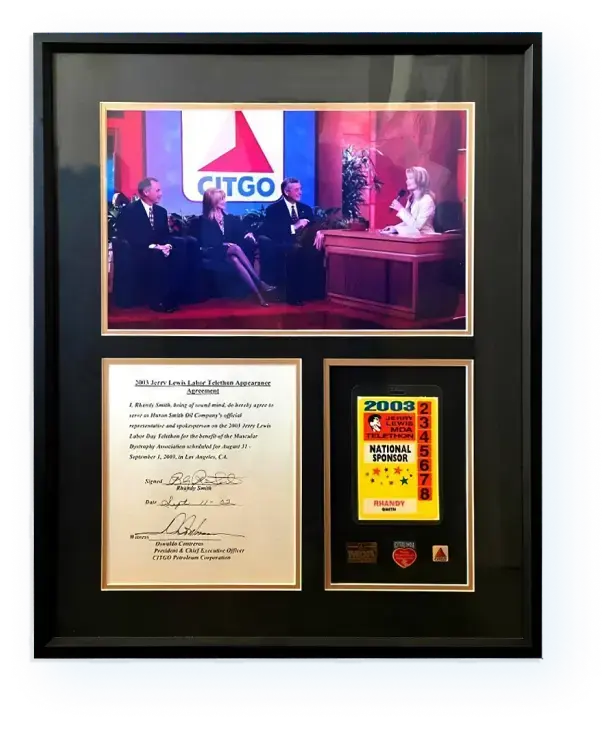 CITGO
2003 Jerry Lewis Labor Telethon Appearance
Agreement
I, Rhandy Smith, being of sound mind, do hereby agree to
serve as Huron Smith Oil Company's official
representative and spokesperson on the 2003 Jerry Lewis
Labor Day Telethon for the benefit of the Muscular
Dystrophy Association scheduled for August 31 -
September 1, 2003, in Los Angeles, CA.
Signed
Rhandy Smith
Date Sept 11-02
Witness
Oswaldo Contreras
President & Chief Executive Officer
CITGO Petroleum Corporation
2003
JERRY
LEWIS
MDA
TELETHON
NATIONAL
SPONSOR
RHANDY
SMITH
2
3
4
5
6
7
8